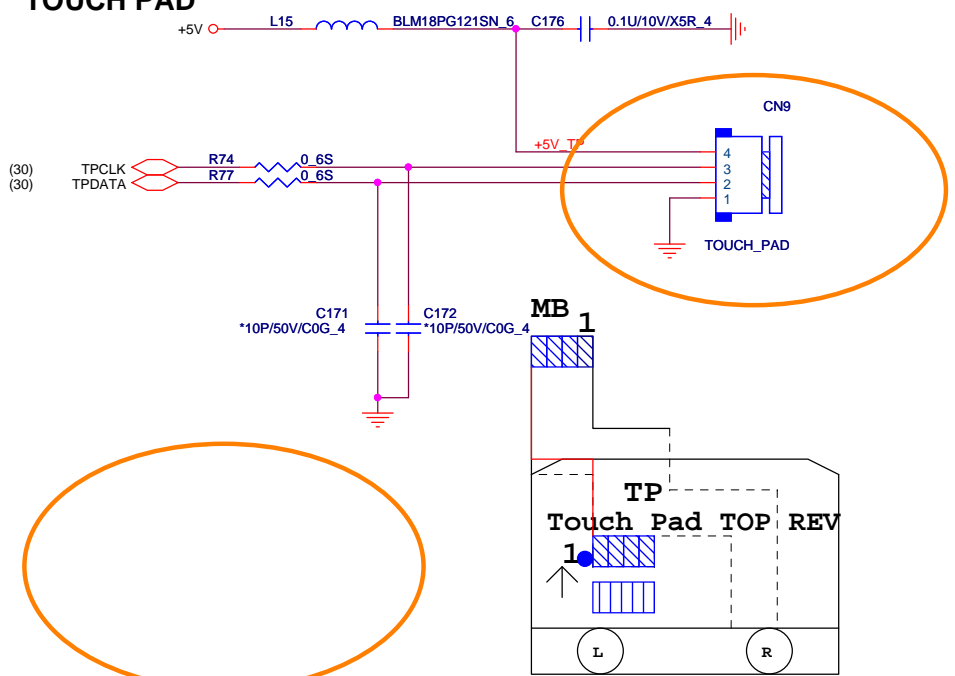 TOUCH PAD
+5V L15 BLM18PG121SN_6 C176 0.1U/10V/X5R_4
CN9
+5V_TP
4
3
2
1
(30) TPCLK R74 0_6S
(30) TPDATA R77 0_6S
TOUCH_PAD
C171 C172
*10P/50V/C0G_4 *10P/50V/C0G_4
MB
1
TP
Touch Pad TOP REV
1
L R